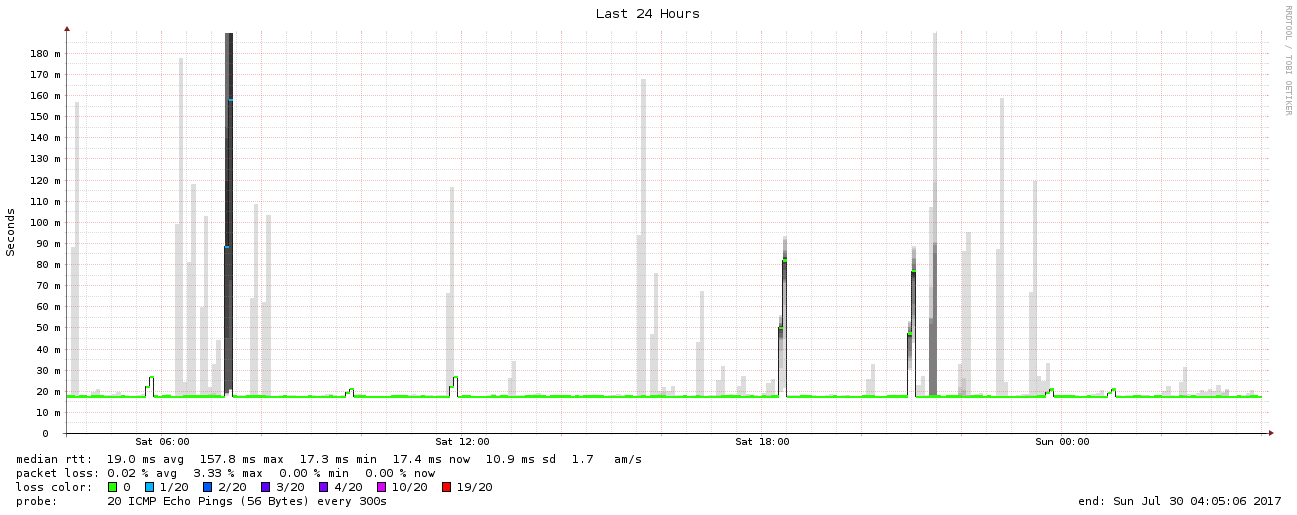 Last 24 Hours
RRDTOOL / TOBI OETIKER
Seconds
180 m
170 m
160 m
150 m
140 m
130 m
120 m
110 m
100 m
90 m
80 m
70 m
60 m
50 m
40 m
30 m
20 m
10 m
0
Sat 06:00 Sat 12:00 Sat 18:00 Sun 00:00
median rtt: 19.0 ms avg 157.8 ms max 17.3 ms min 17.4 ms now 10.9 ms sd 1.7 am/s
packet loss: 0.02 % avg 3.33 % max 0.00 % min 0.00 % now
loss color: 0 1/20 2/20 3/20 4/20 10/20 19/20
probe: 20 ICMP Echo Pings (56 Bytes) every 300s end: Sun Jul 30 04:05:06 2017